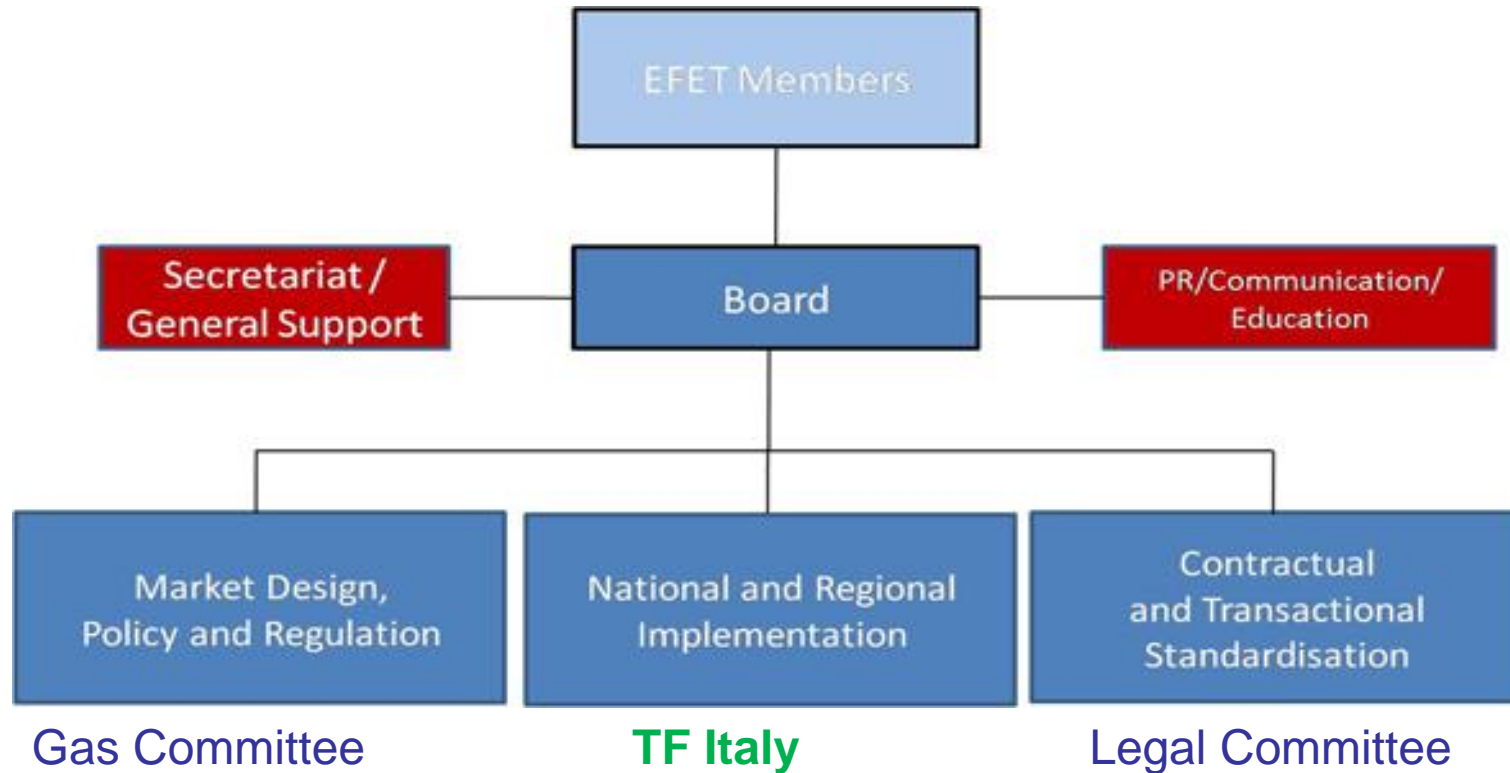 EFET Members
Secretariat /
General Support
Board
PR/Communication/
Education
Market Design,
Policy and Regulation
National and Regional
Implementation
Contractual
and Transactional
Standardisation
Gas Committee
TF Italy
Legal Committee